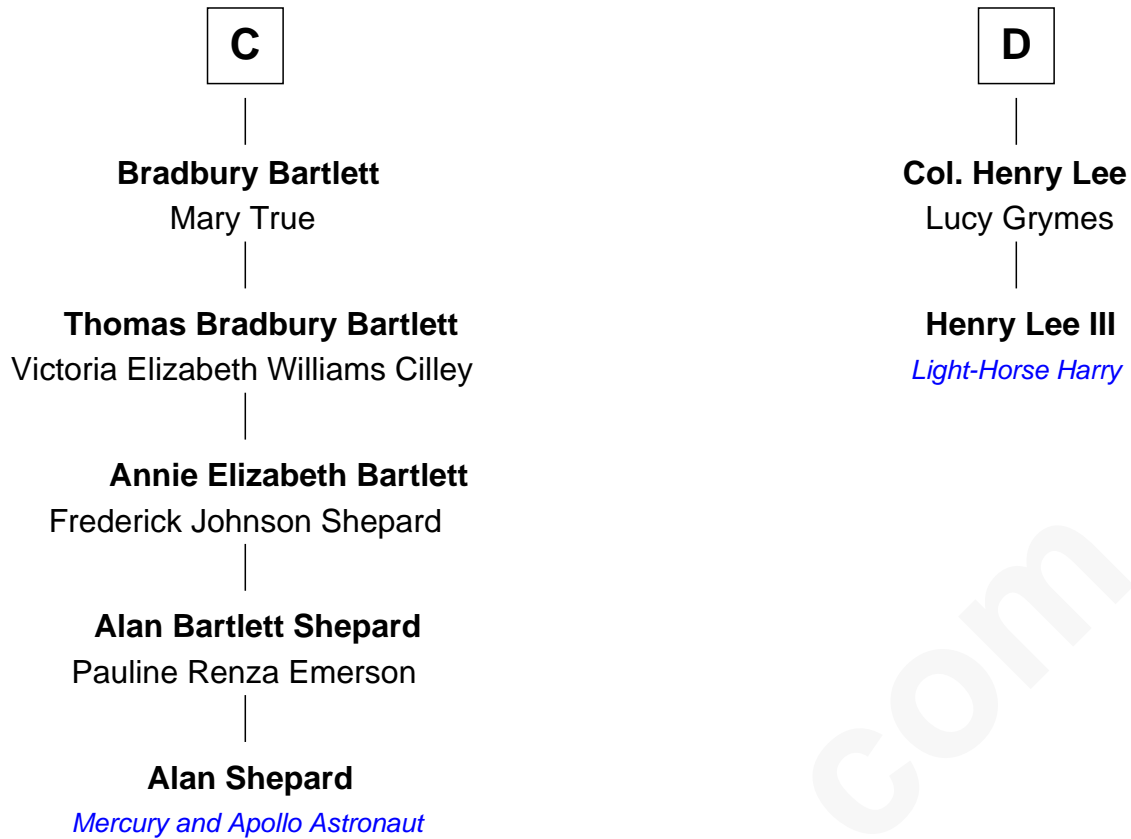 C
Bradbury Bartlett
Mary True
Thomas Bradbury Bartlett
Victoria Elizabeth Williams Cilley
Annie Elizabeth Bartlett
Frederick Johnson Shepard
Alan Bartlett Shepard
Pauline Renza Emerson
Alan Shepard
Mercury and Apollo Astronaut
D
Col. Henry Lee
Lucy Grymes
Henry Lee III
Light-Horse Harry
com